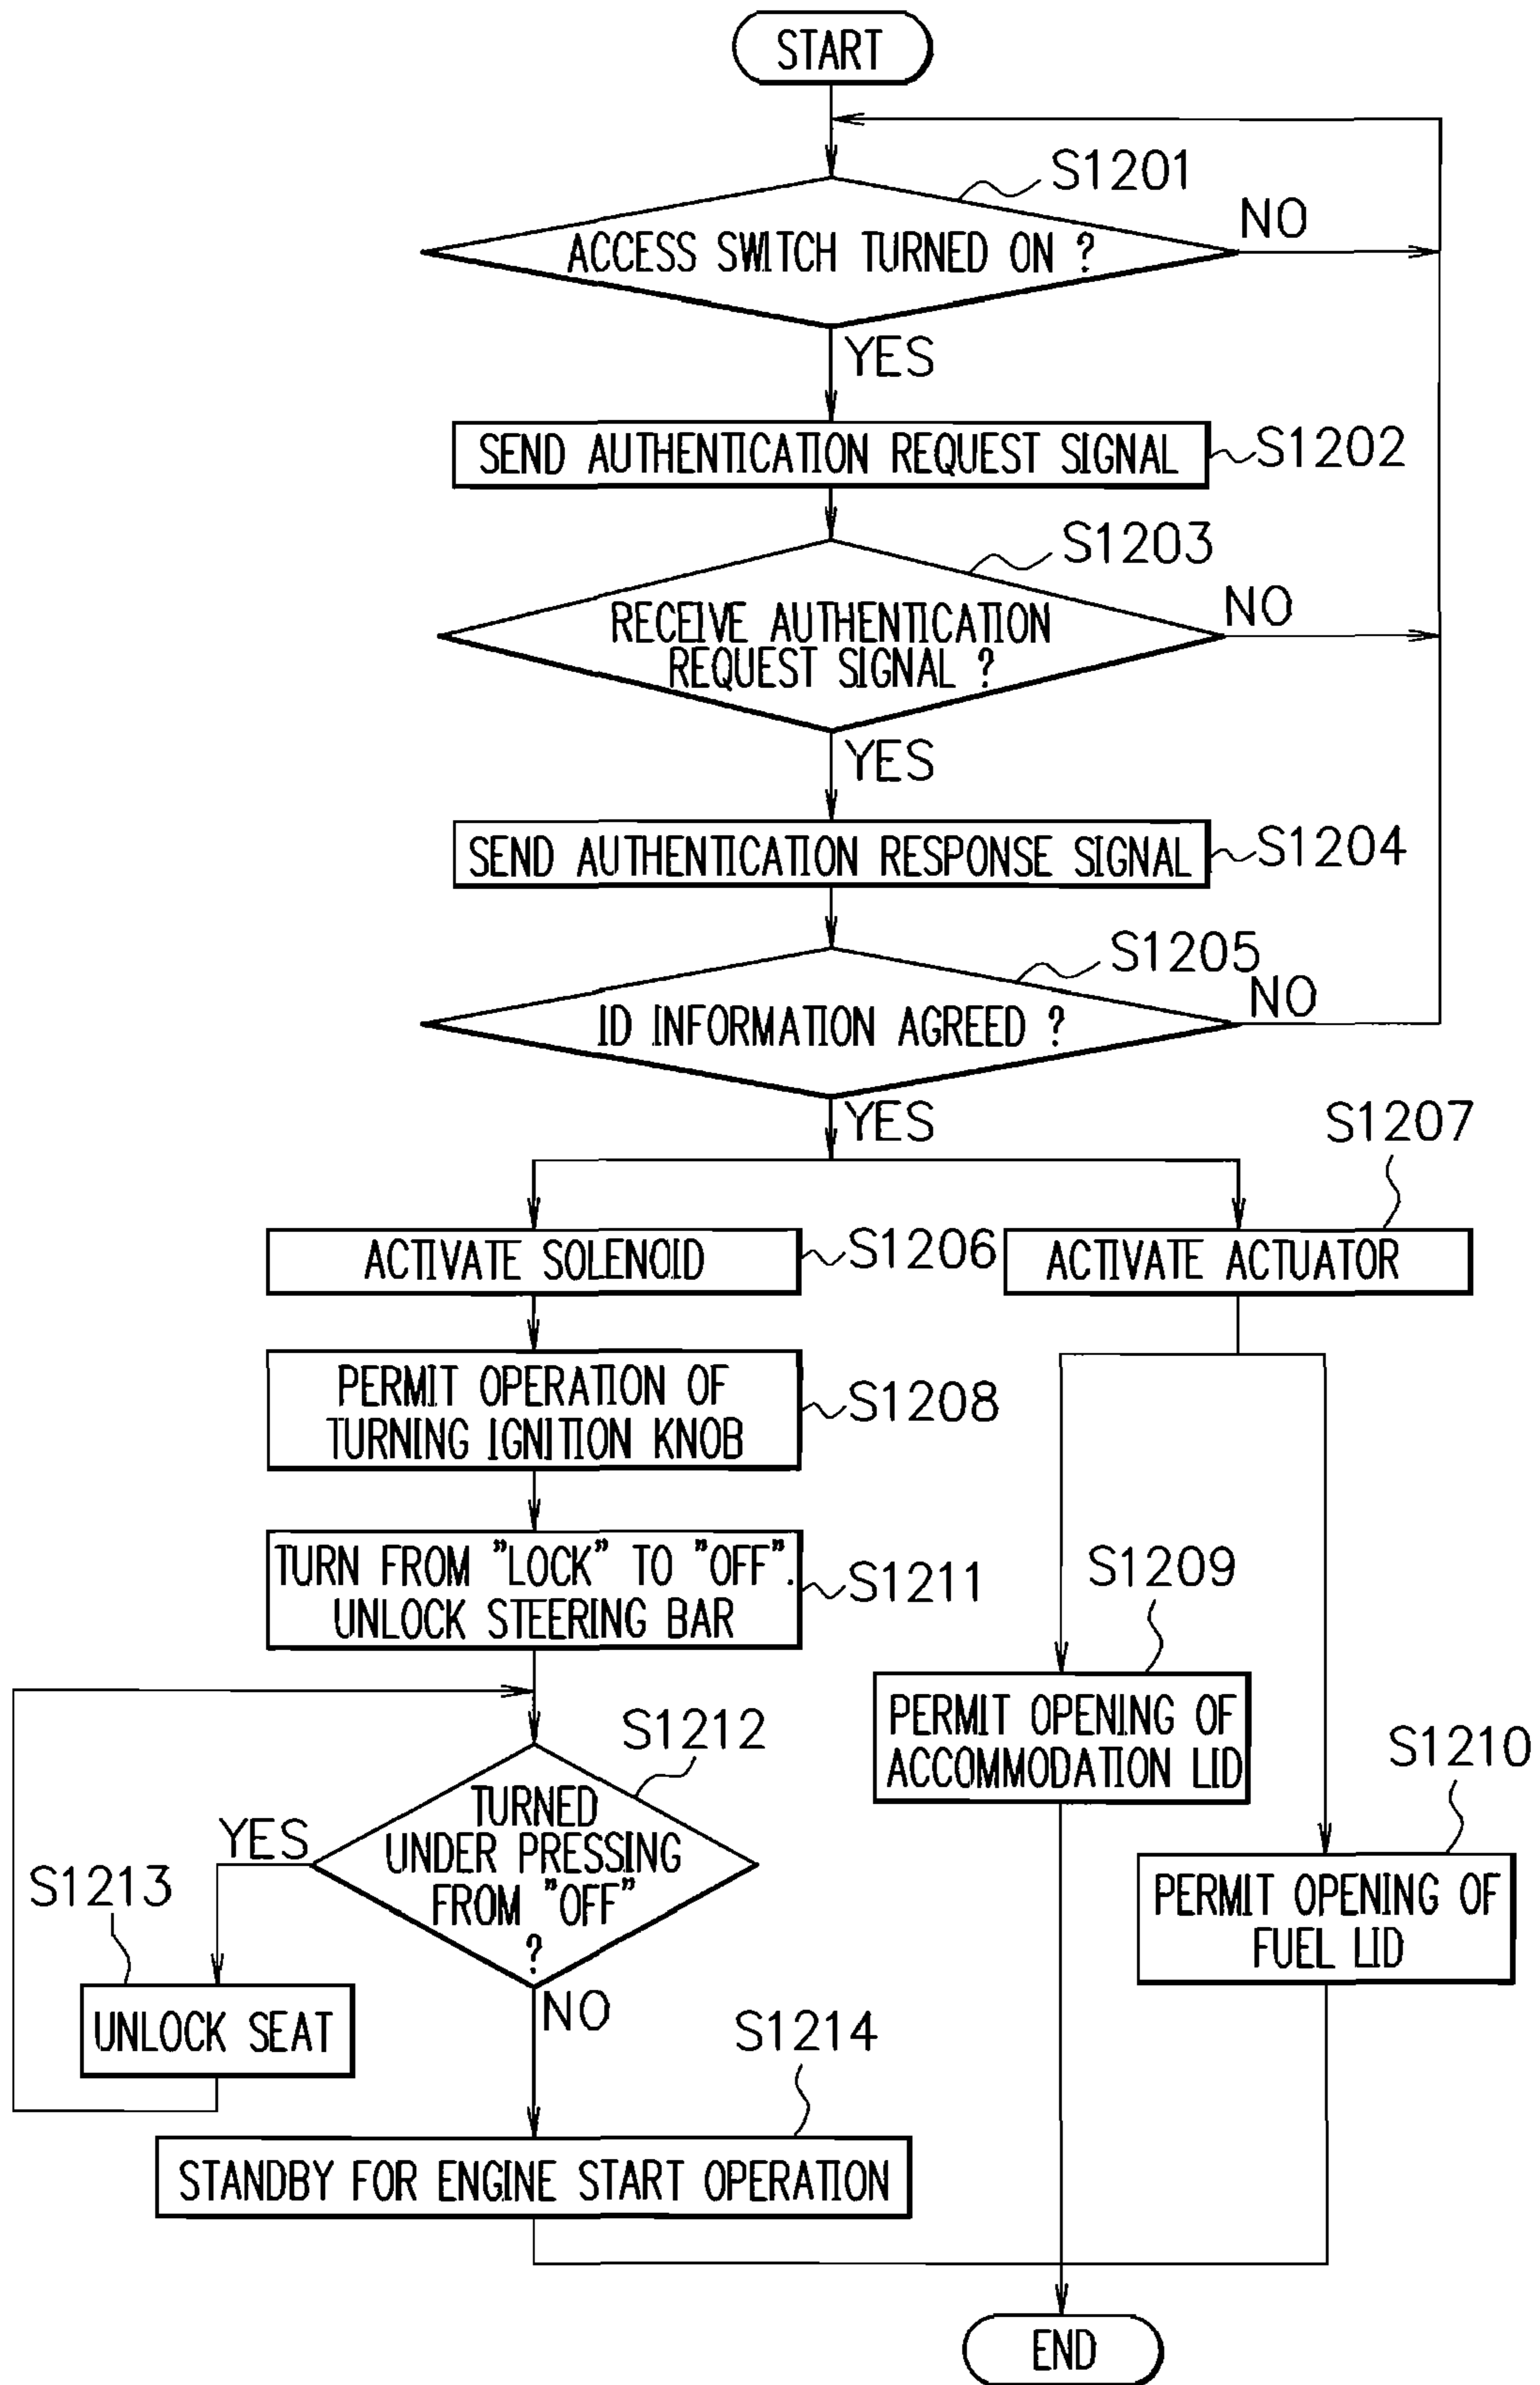 START
S1201
ACCESS SWITCH TURNED ON ?
NO
YES
SEND AUTHENTICATION REQUEST SIGNAL
S1202
S1203
RECEIVE AUTHENTICATION
REQUEST SIGNAL ?
NO
YES
SEND AUTHENTICATION RESPONSE SIGNAL
S1204
S1205
ID INFORMATION AGREED ?
NO
YES
S1207
ACTIVATE SOLENOID
S1206
ACTIVATE ACTUATOR
PERMIT OPERATION OF
TURNING IGNITION KNOB
S1208
TURN FROM "LOCK" TO "OFF".
UNLOCK STEERING BAR
S1211
S1209
PERMIT OPENING OF
ACCOMMODATION LID
S1210
PERMIT OPENING OF
FUEL LID
S1212
TURNED
UNDER PRESSING
FROM "OFF"
?
YES
S1213
UNLOCK SEAT
NO
S1214
STANDBY FOR ENGINE START OPERATION
END